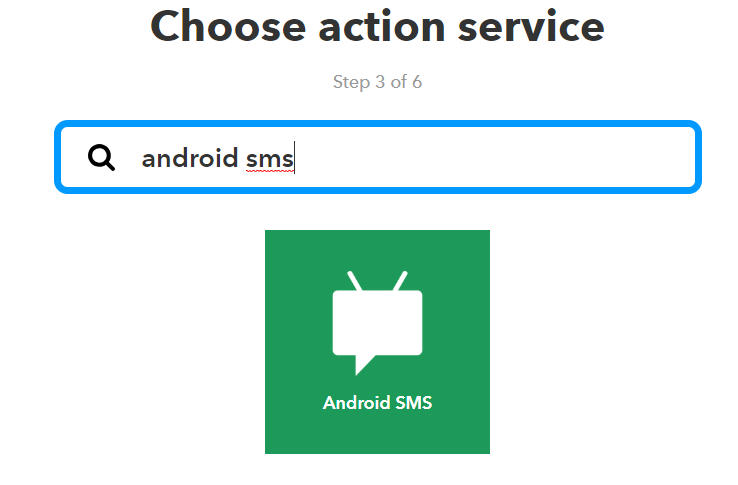 Choose action service
Step 3 of 6
android sms
Android SMS